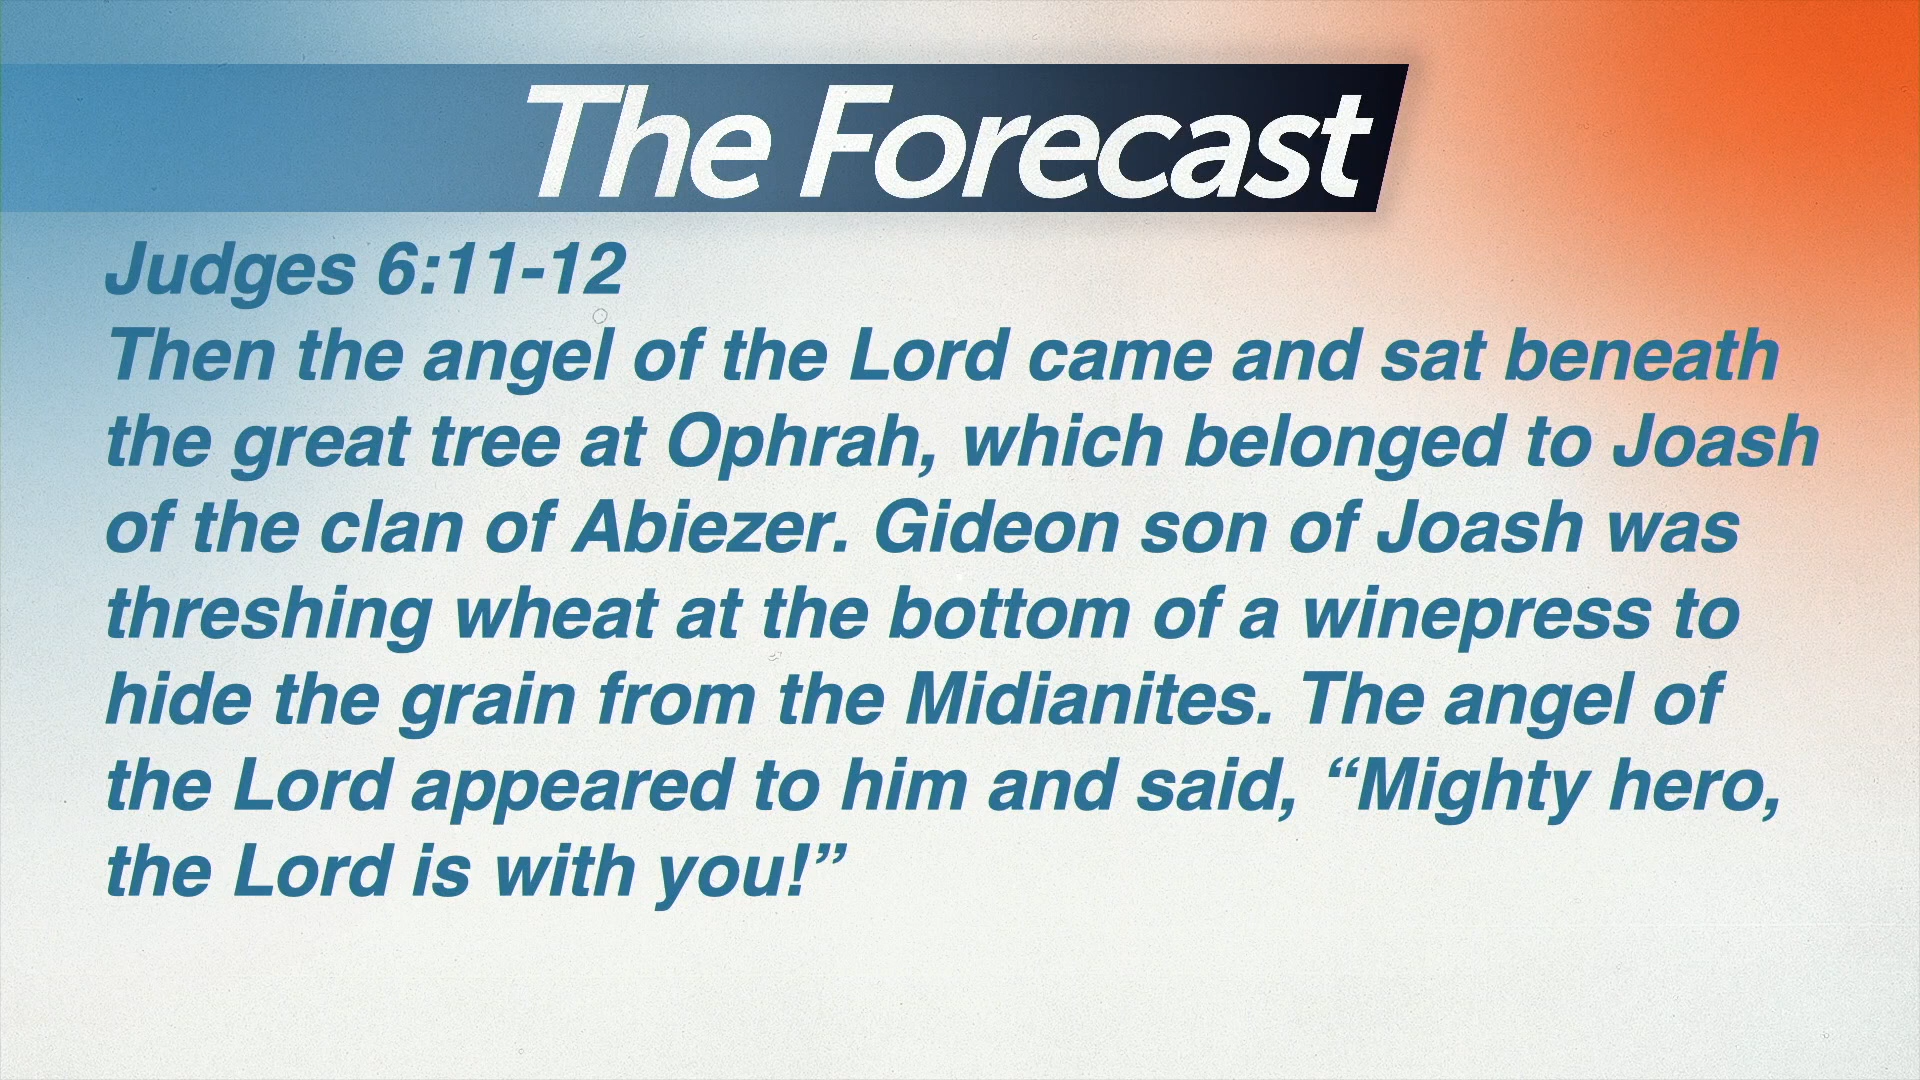 The Forecast
Judges 6:11-12
Then the angel of the Lord came and sat beneath
the great tree at Ophrah, which belonged to Joash
of the clan of Abiezer. Gideon son of Joash was
threshing wheat at the bottom of a winepress to
hide the grain from the Midianites. The angel of
the Lord appeared to him and said, “Mighty hero,
the Lord is with you!”